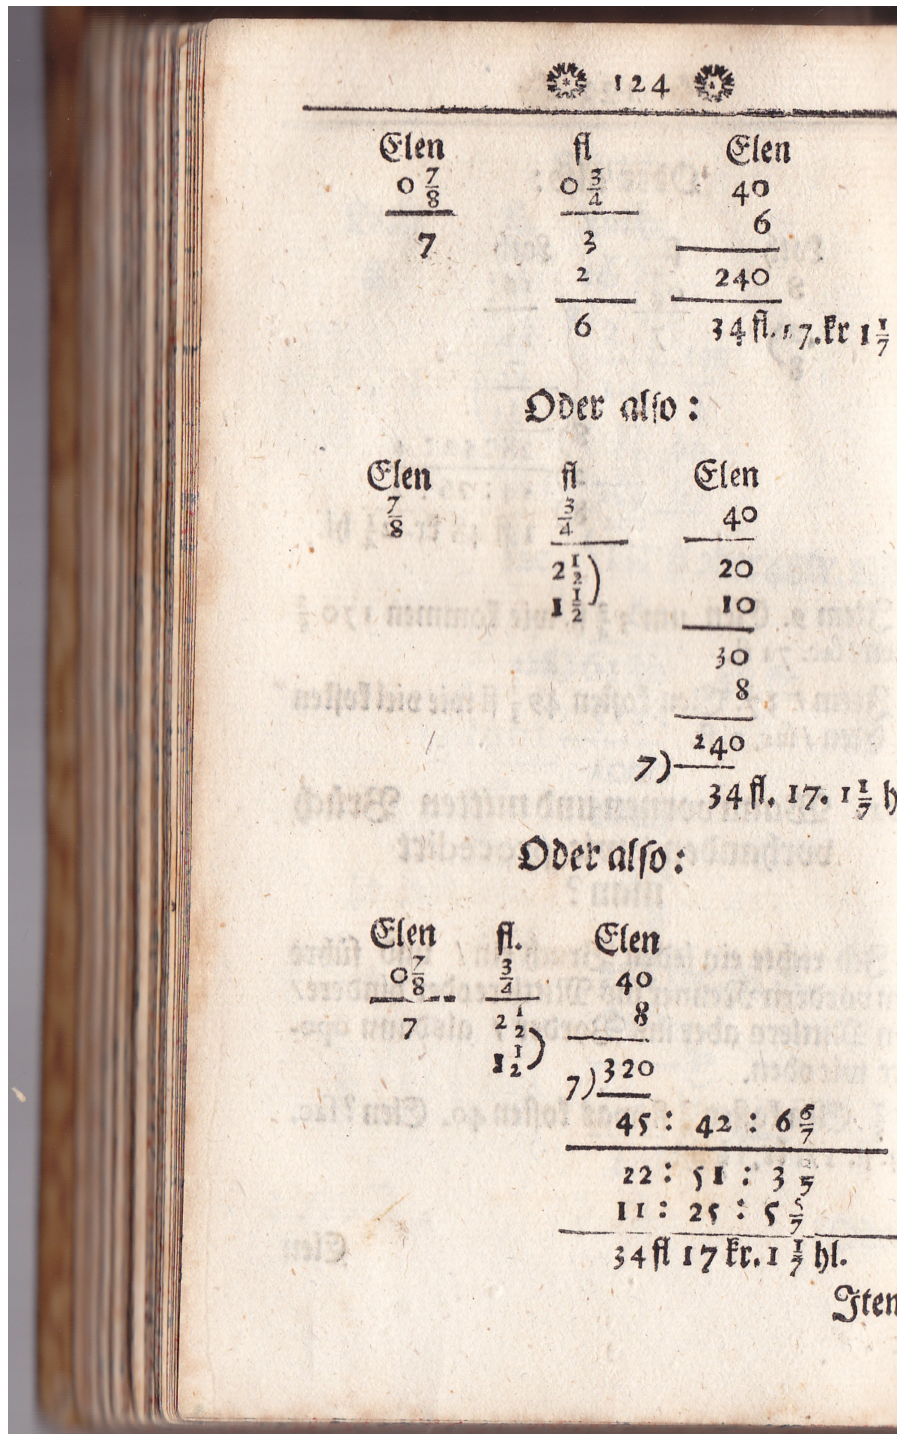 124
Elen fl Elen
0 7/8 0 3/4 40
7 3 6
2 240
6 34 fl. 17. kr 1 1/7
Oder also:
Elen fl Elen
7/8 3/4 40
2 1/2) 20
1 1/2) 10
30
8
240
7)
34 fl. 17. 1 1/7 h
Oder also:
Elen fl. Elen
0 7/8 3/4 40
7 2 1/2) 8
1 1/2) 7) 320
45 : 42 : 6 6/7
22 : 51 : 3
11 : 25 : 5 5/7
34 fl 17 kr. 1 1/7 hl.
Iten